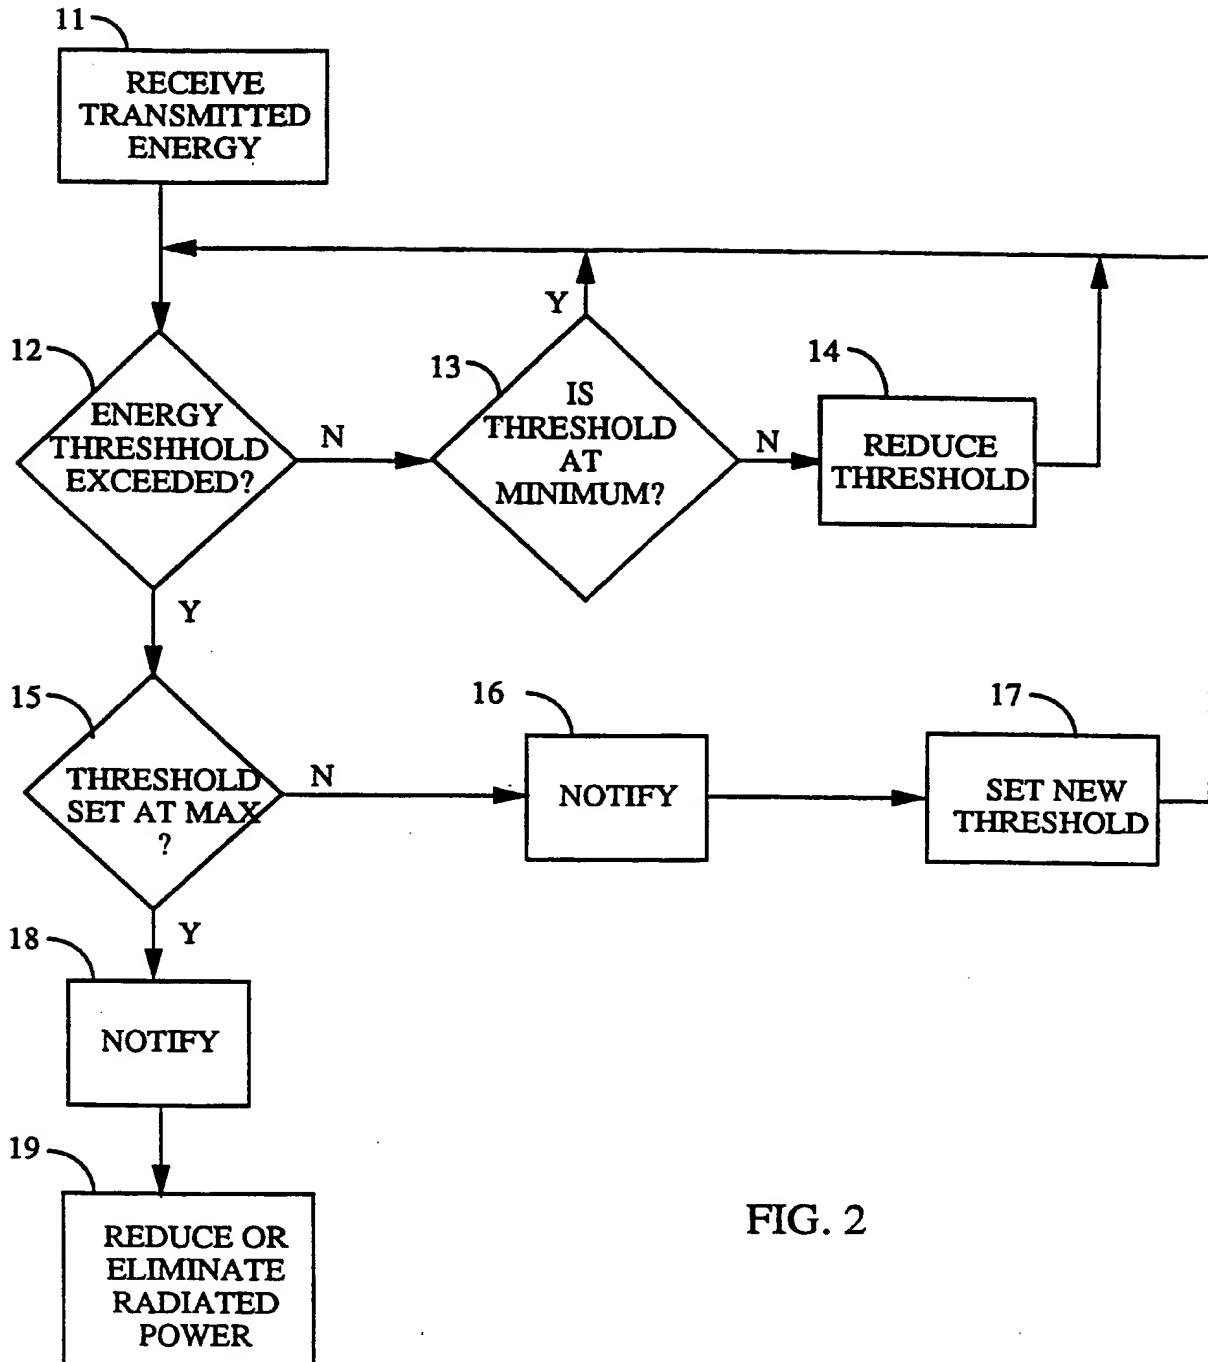 11
RECEIVE
TRANSMITTED
ENERGY
12
ENERGY
THRESHHOLD
EXCEEDED?
N
Y
13
IS
THRESHOLD
AT
MINIMUM?
Y
N
14
REDUCE
THRESHOLD
15
THRESHOLD
SET AT MAX
?
N
Y
16
NOTIFY
17
SET NEW
THRESHOLD
18
NOTIFY
19
REDUCE OR
ELIMINATE
RADIATED
POWER
FIG. 2